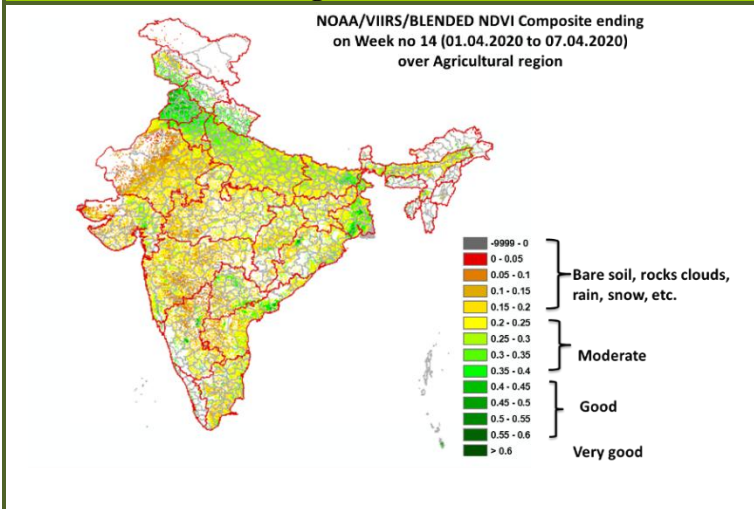 NOAA/VIIRS/BLENDED NDVI Composite ending
on Week no 14 (01.04.2020 to 07.04.2020)
over Agricultural region
-9999 - 0
0 - 0.05
0.05 - 0.1
0.1 - 0.15
0.15 - 0.2
0.2 - 0.25
0.25 - 0.3
0.3 - 0.35
0.35 - 0.4
0.4 - 0.45
0.45 - 0.5
0.5 - 0.55
0.55 - 0.6
> 0.6
Bare soil, rocks clouds,
rain, snow, etc.
Moderate
Good
Very good